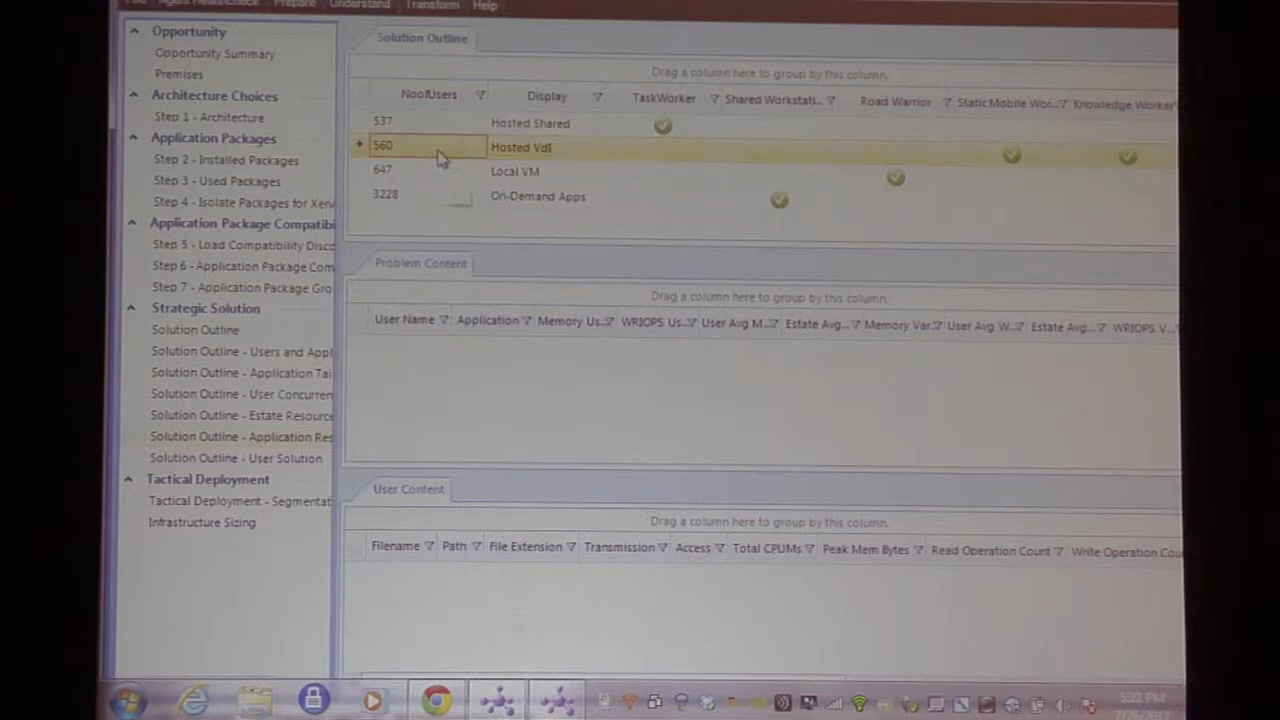 Prepare Understand Transform Help
Opportunity
Opportunity Summary
Premises
Architecture Choices
Step 1 - Architecture
Application Packages
Step 2 - Installed Packages
Step 3 - Used Packages
Step 4 - Isolate Packages for XenA
Application Package Compatibi
Step 5 - Load Compatibility Disco
Step 6 - Application Package Com
Step 7 - Application Package Gro
Strategic Solution
Solution Outline
Solution Outline - Users and Appl
Solution Outline - Application Tai
Solution Outline - User Concurren
Solution Outline - Estate Resource
Solution Outline - Application Res
Solution Outline - User Solution
Tactical Deployment
Tactical Deployment - Segmentat
Infrastructure Sizing
Solution Outline
Drag a column here to group by this column.
NoofUsers Display TaskWorker Shared Workstati... Road Warrior Static Mobile Wor... Knowledge Worker
537 Hosted Shared
560 Hosted VdI
647 Local VM
3228 On-Demand Apps
Problem Content
Drag a column here to group by this column.
User Name Application Memory Us... WRIOPS Us... User Avg M... Estate Avg... Memory Var... User Avg W... Estate Avg... WRIOPS V...
User Content
Drag a column here to group by this column.
Filename Path File Extension Transmission Access Total CPUMs Peak Mem Bytes Read Operation Count Write Operation Cou
5:22 PM